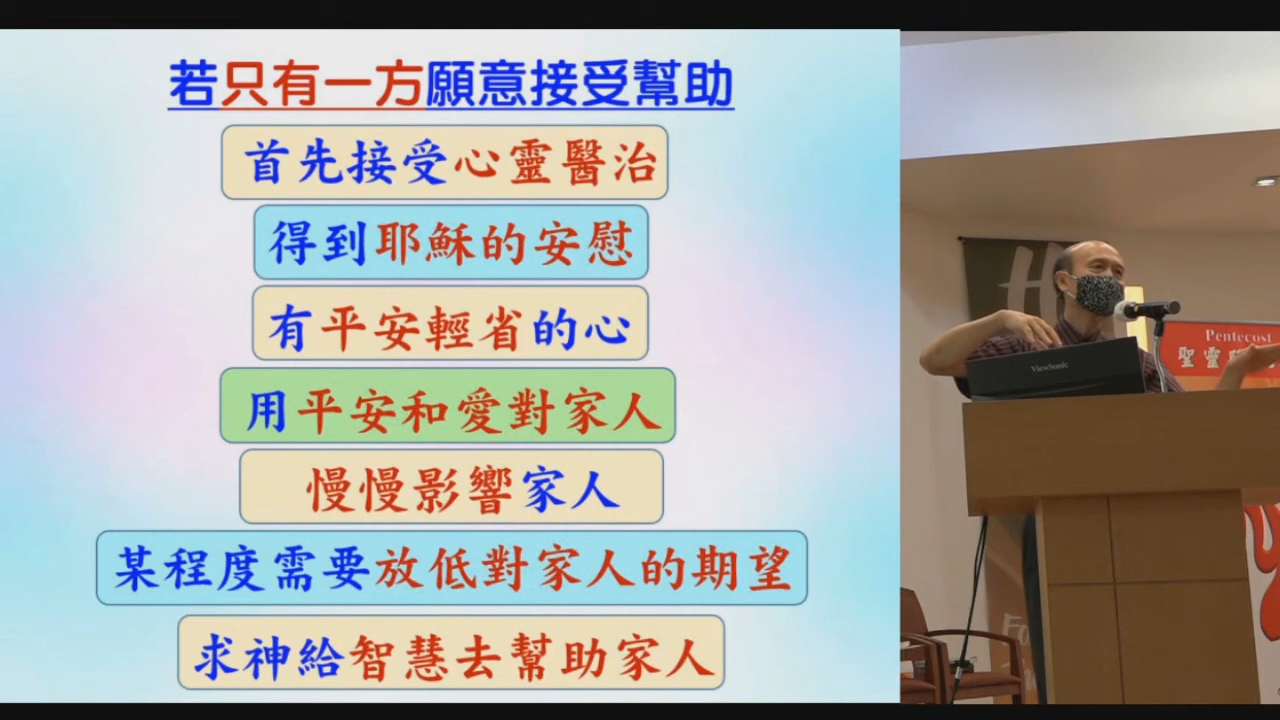 若只有一方願意接受幫助
首先接受心靈醫治
得到耶穌的安慰
有平安輕省的心
用平安和愛對家人
慢慢影響家人
某程度需要放低對家人的期望
求神給智慧去幫助家人
ViewSonic
Pentecost
聖靈